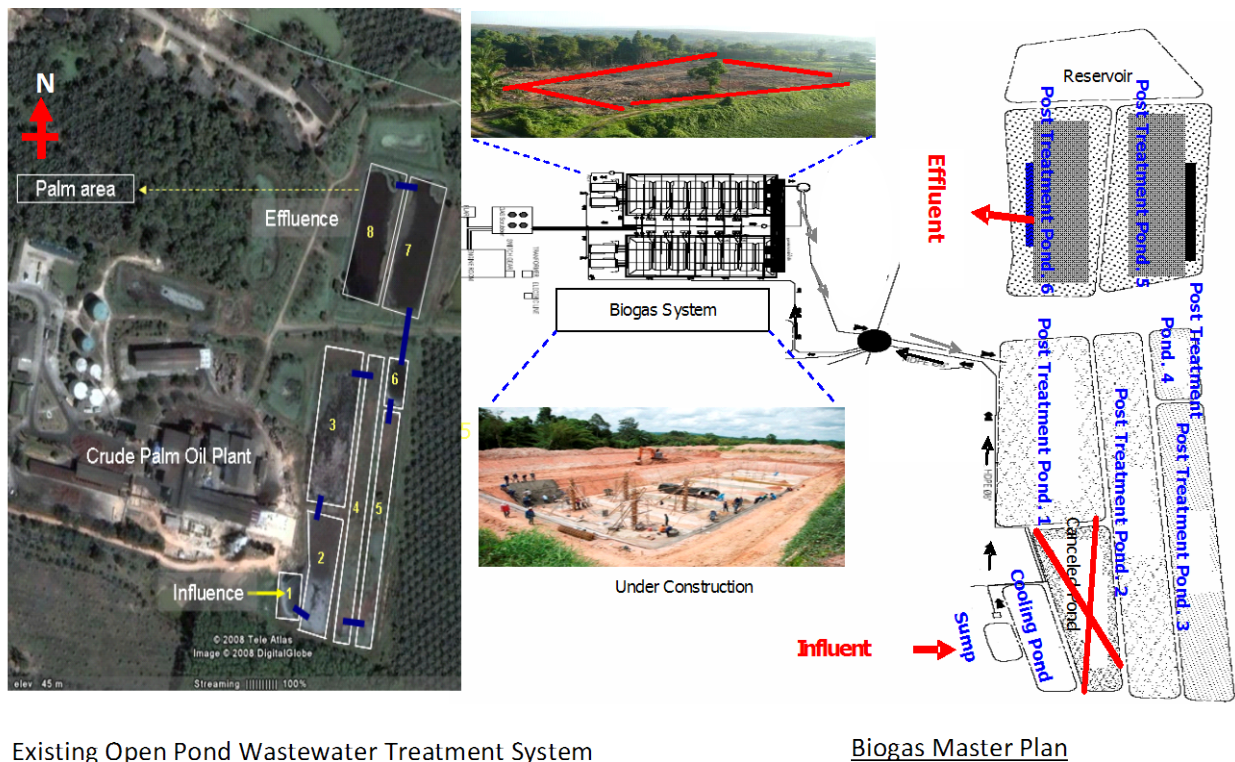 N
Palm area
Effluence
8
7
6
3
Crude Palm Oil Plant
4
5
2
Influence
1
© 2008 Tele Atlas
Image © 2008 DigitalGlobe
elev 45 m
Streaming 100%
Existing Open Pond Wastewater Treatment System
5
Biogas System
Under Construction
Reservoir
Post Treatment Pond. 6
Post Treatment Pond. 5
Effluent
Post Treatment Pond. 1
Post Treatment Pond. 2
Post Treatment
Pond. 4
Post Treatment Pond. 3
Canceled Pond
Cooling Pond
Sump
Influent
Biogas Master Plan